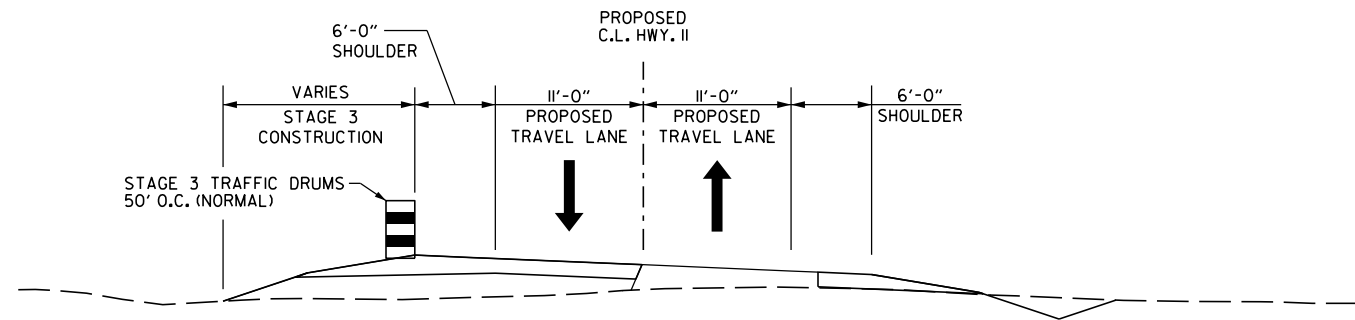 PROPOSED
C.L. HWY. 11
6'-0"
SHOULDER
VARIES
STAGE 3
CONSTRUCTION
11'-0"
PROPOSED
TRAVEL LANE
11'-0"
PROPOSED
TRAVEL LANE
6'-0"
SHOULDER
STAGE 3 TRAFFIC DRUMS
50' O.C. (NORMAL)